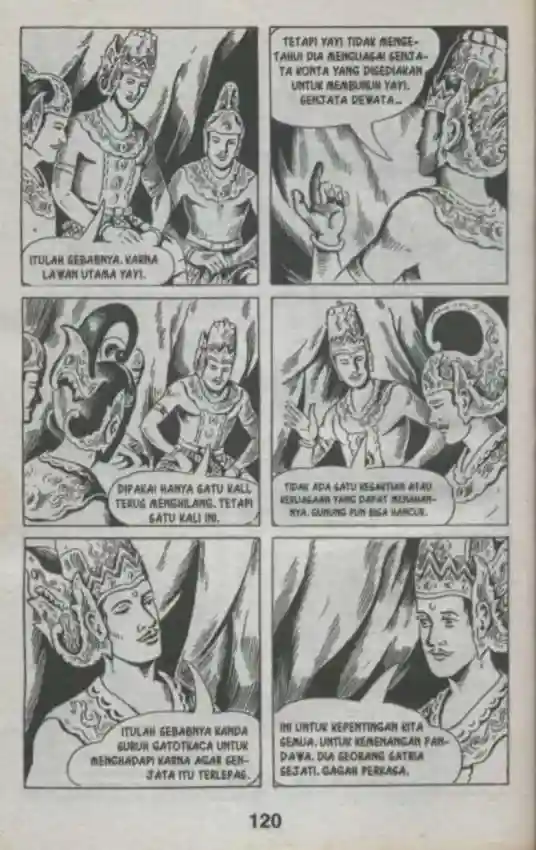 ITULAH SEBABNYA. KARNA
LAWAN UTAMA YAYI.
TETAPI YAYI TIDAK MENGE-
TAHUI DIA MENGUASAI SENJA-
TA KONTA YANG DISEDIAKAN
UNTUK MEMBUNUH YAYI.
SENJATA DEWATA...
DIPAKAI HANYA SATU KALI,
TERUS MENGHILANG. TETAPI
SATU KALI INI.
TIDAK ADA SATU KESAKTIAN ATAU
KEKUASAAN YANG DAPAT MENAHAN-
NYA. GUNUNG PUN BISA HANCUR.
ITULAH SEBABNYA KANDA
SURUH GATOTKACA UNTUK
MENGHADAPI KARNA AGAR SEN-
JATA ITU TERLEPAS.
INI UNTUK KEPENTINGAN KITA
SEMUA. UNTUK KEMENANGAN PAN-
DAWA. DIA SEORANG SATRIA
SEJATI. GAGAH PERKASA.
120